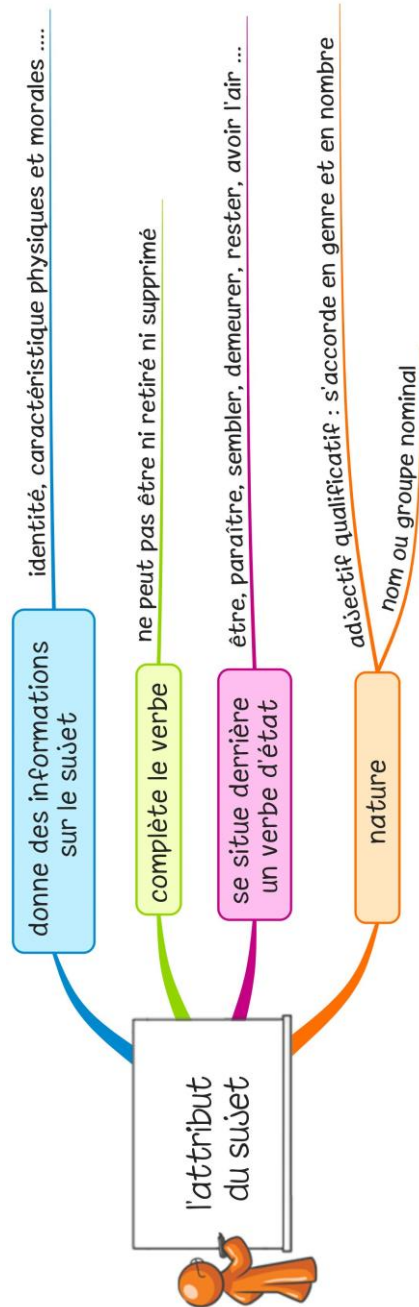 l'attribut
du sujet
donne des informations
sur le sujet
identité, caractéristique physiques et morales ....
complète le verbe
ne peut pas être ni retiré ni supprimé
se situe derrière
un verbe d'état
être, paraître, sembler, demeurer, rester, avoir l'air ...
nature
adjectif qualificatif : s'accorde en genre et en nombre
nom ou groupe nominal